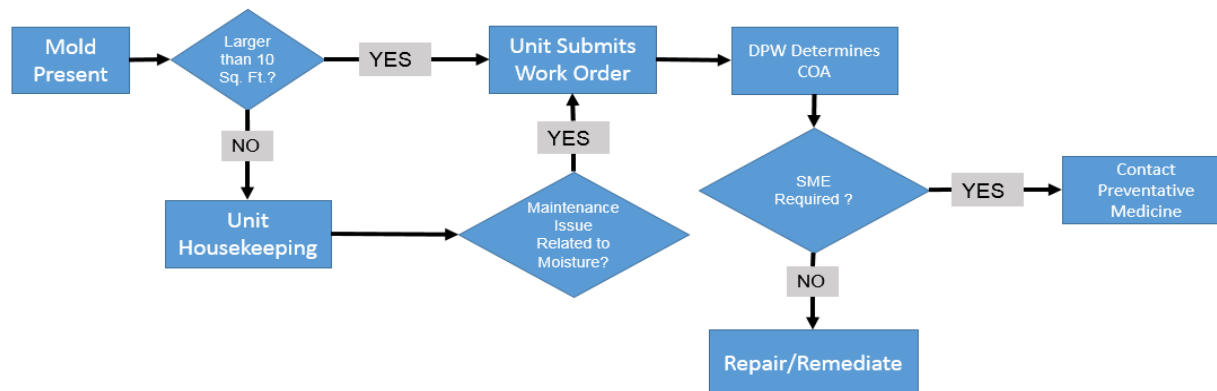 Mold
Present
Larger
than 10
Sq. Ft.?
YES
Unit Submits
Work Order
DPW Determines
COA
NO
YES
Unit
Housekeeping
Maintenance
Issue
Related to
Moisture?
SME
Required ?
YES
Contact
Preventative
Medicine
NO
Repair/Remediate